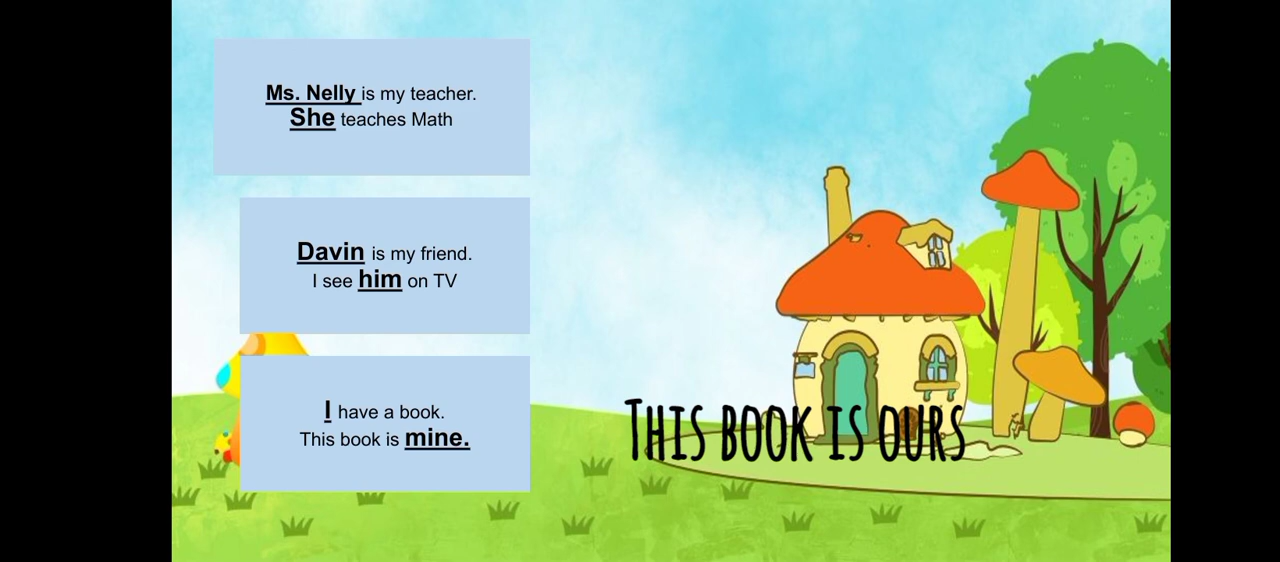 Ms. Nelly is my teacher.
She teaches Math
Davin is my friend.
I see him on TV
I have a book.
This book is mine.
THIS BOOK IS OURS